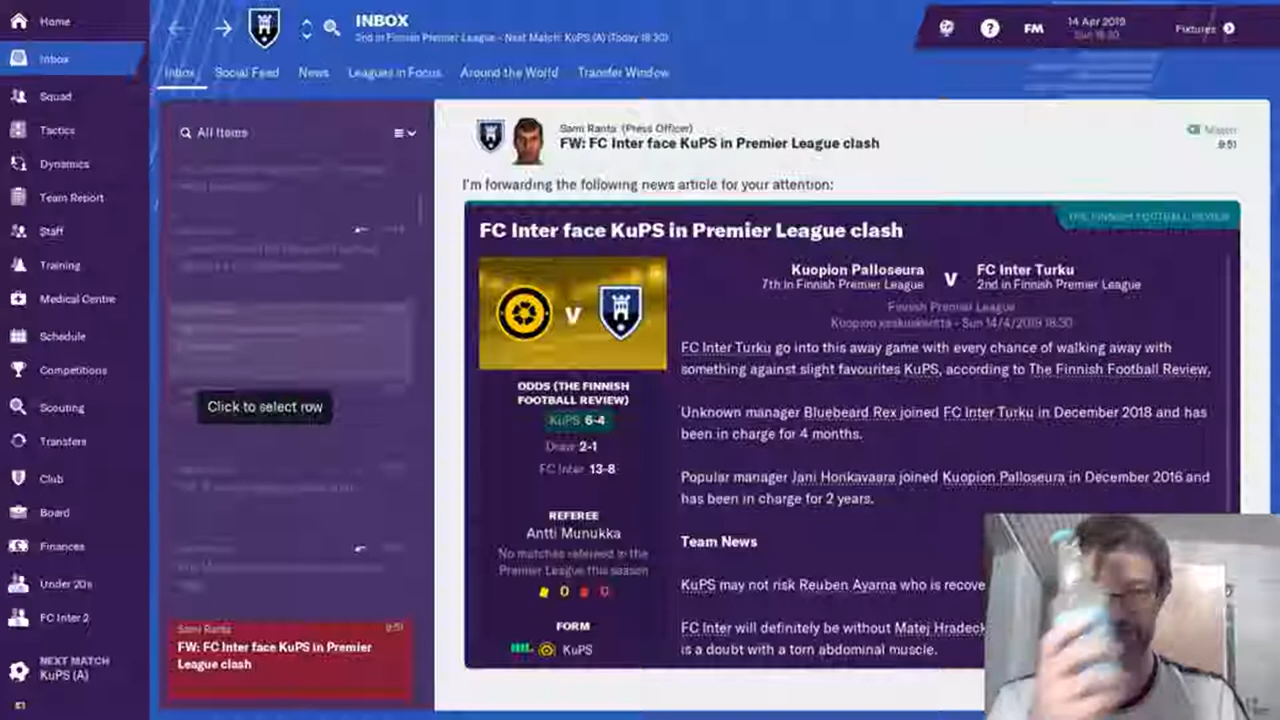 Home
Inbox
Squad
Tactics
Dynamics
Team Report
Staff
Training
Medical Centre
Schedule
Competitions
Scouting
Transfers
Club
Board
Finances
Under 20s
FC Inter 2
NEXT MATCH
KuPS (A)
INBOX
2nd in Finnish Premier League - Next Match: KuPS (A) (Today 18:30)
FM
14 Apr 2019
Sun 18:30
Fixtures
Inbox Social Feed News Leagues in Focus Around the World Transfer Window
All Items
Click to select row
Sami Ranta
9:51
FW: FC Inter face KuPS in Premier
League clash
Sami Ranta (Press Officer)
FW: FC Inter face KuPS in Premier League clash
9:51
I'm forwarding the following news article for your attention:
THE FINNISH FOOTBALL REVIEW
FC Inter face KuPS in Premier League clash
V
ODDS (THE FINNISH
FOOTBALL REVIEW)
KuPS 6-4
Draw 2-1
FC Inter 13-8
REFEREE
Antti Munukka
No matches refereed in the
Premier League this season
0 0
FORM
KuPS
Kuopion Palloseura V FC Inter Turku
7th in Finnish Premier League 2nd in Finnish Premier League
Finnish Premier League
Kuopion keskuskenttä - Sun 14/4/2019 18:30
FC Inter Turku go into this away game with every chance of walking away with
something against slight favourites KuPS, according to The Finnish Football Review.
Unknown manager Bluebeard Rex joined FC Inter Turku in December 2018 and has
been in charge for 4 months.
Popular manager Jani Honkavaara joined Kuopion Palloseura in December 2016 and
has been in charge for 2 years.
Team News
KuPS may not risk Reuben Ayarna who is recove
FC Inter will definitely be without Matej Hradeck
is a doubt with a torn abdominal muscle.